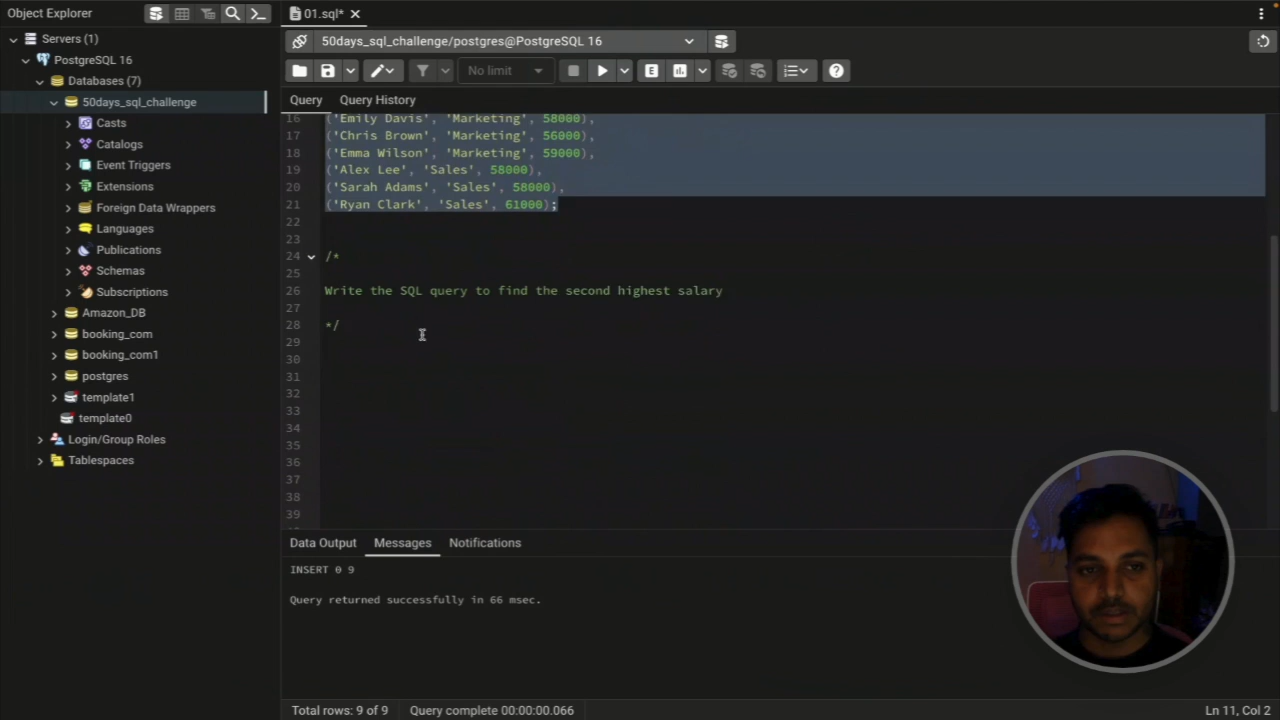 Object Explorer
01.sql*
Servers (1)
50days_sql_challenge/postgres@PostgreSQL 16
PostgreSQL 16
Databases (7)
No limit
E
50days_sql_challenge
Query
Query History
Casts
Catalogs
Event Triggers
Extensions
Foreign Data Wrappers
Languages
Publications
Schemas
Subscriptions
Amazon_DB
booking_com
booking_com1
postgres
template1
template0
Login/Group Roles
Tablespaces
16 ('Emily Davis', 'Marketing', 58000),
17 ('Chris Brown', 'Marketing', 56000),
18 ('Emma Wilson', 'Marketing', 59000),
19 ('Alex Lee', 'Sales', 58000),
20 ('Sarah Adams', 'Sales', 58000),
21 ('Ryan Clark', 'Sales', 61000);
22
23
24 /*
25
26 Write the SQL query to find the second highest salary
27
28 */
29
30
31
32
33
34
35
36
37
38
39
Data Output
Messages
Notifications
INSERT 0 9
Query returned successfully in 66 msec.
Total rows: 9 of 9
Query complete 00:00:00.066
Ln 11, Col 2